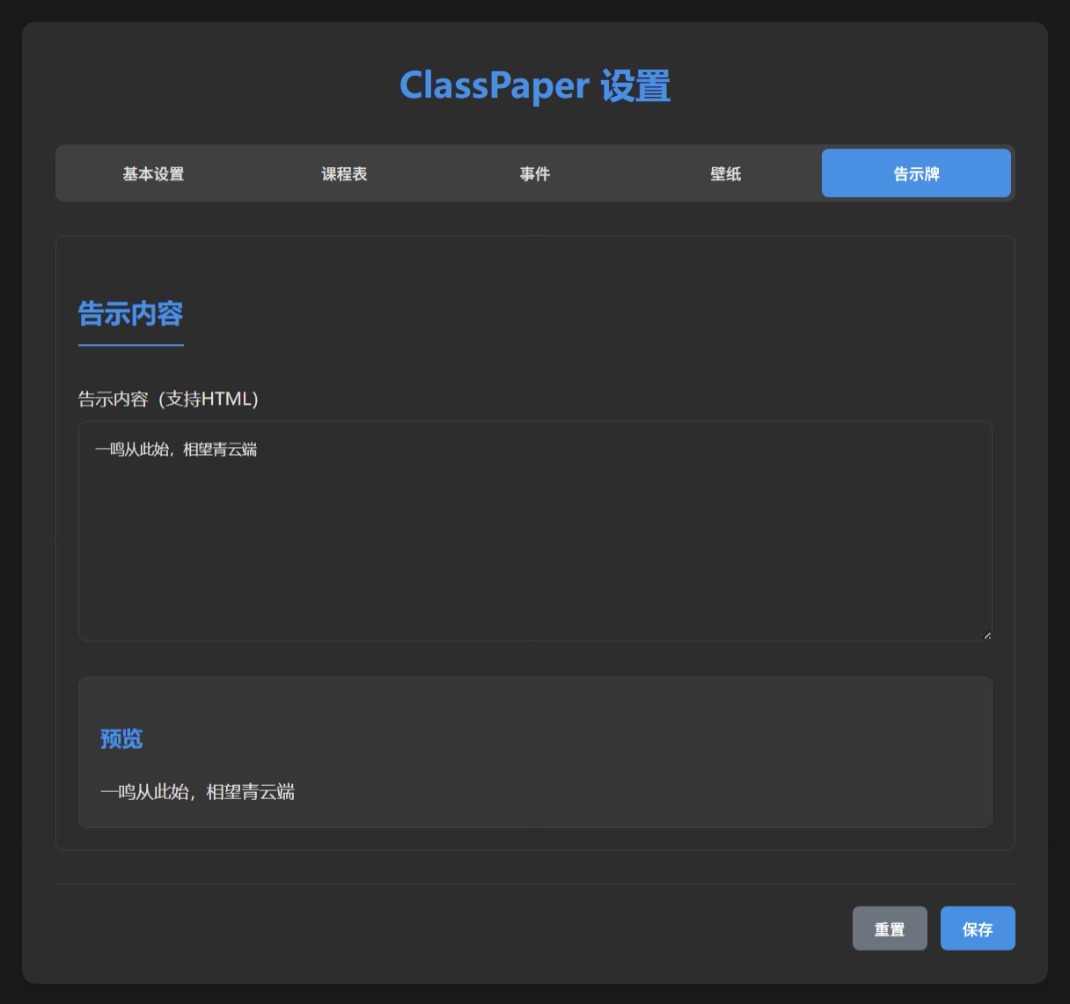 ClassPaper 设置
基本设置 课程表 事件 壁纸 告示牌
告示内容
告示内容（支持HTML）
一鸣从此始，相望青云端
预览
一鸣从此始，相望青云端
重置 保存